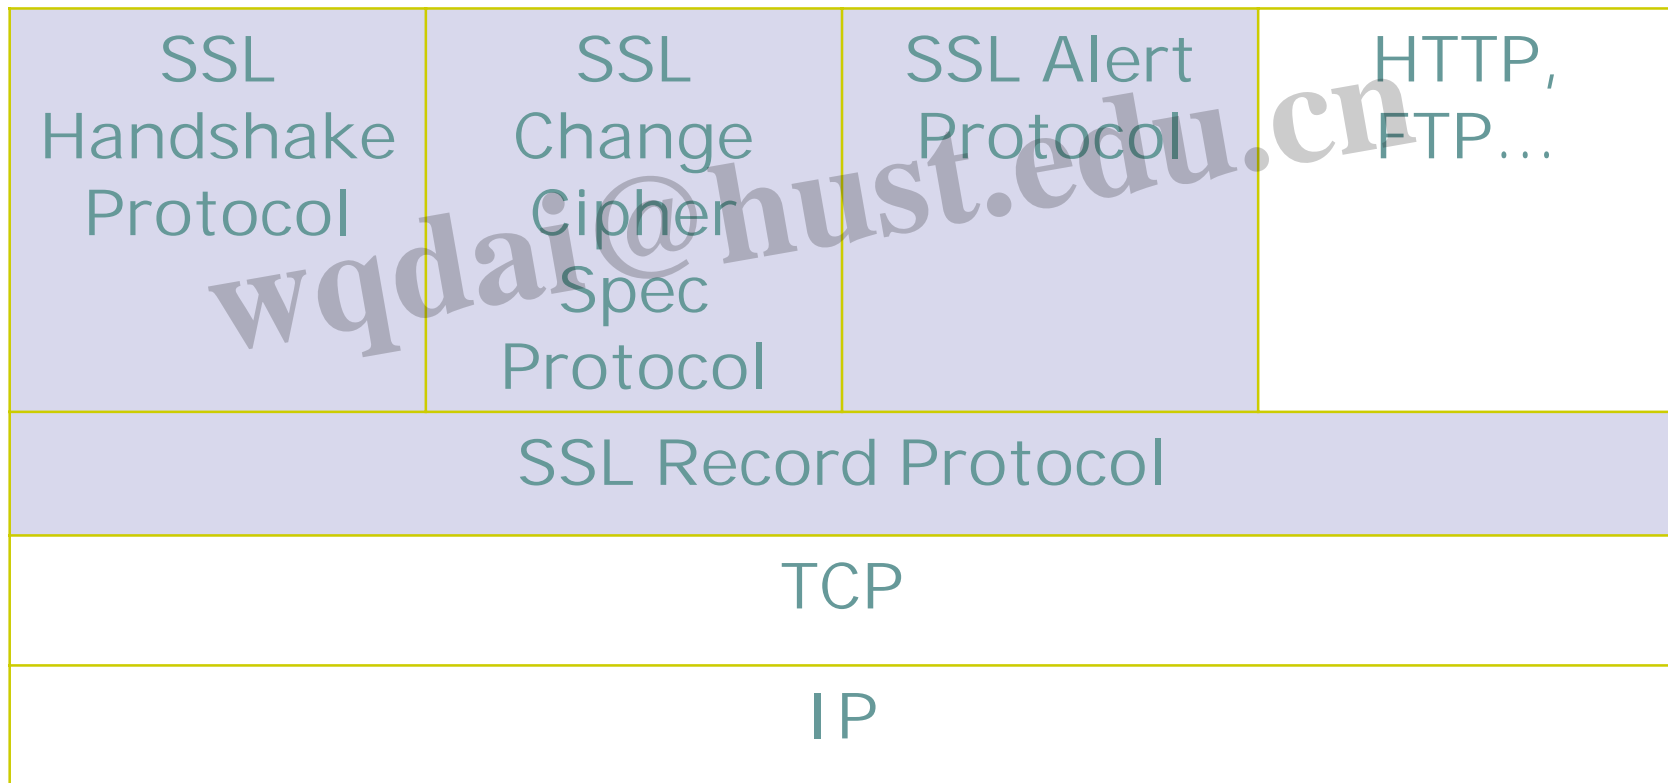 SSL
Handshake
Protocol
SSL
Change
Cipher
Spec
Protocol
SSL Alert
Protocol
HTTP,
FTP...
wqdai@hust.edu.cn
SSL Record Protocol
TCP
IP